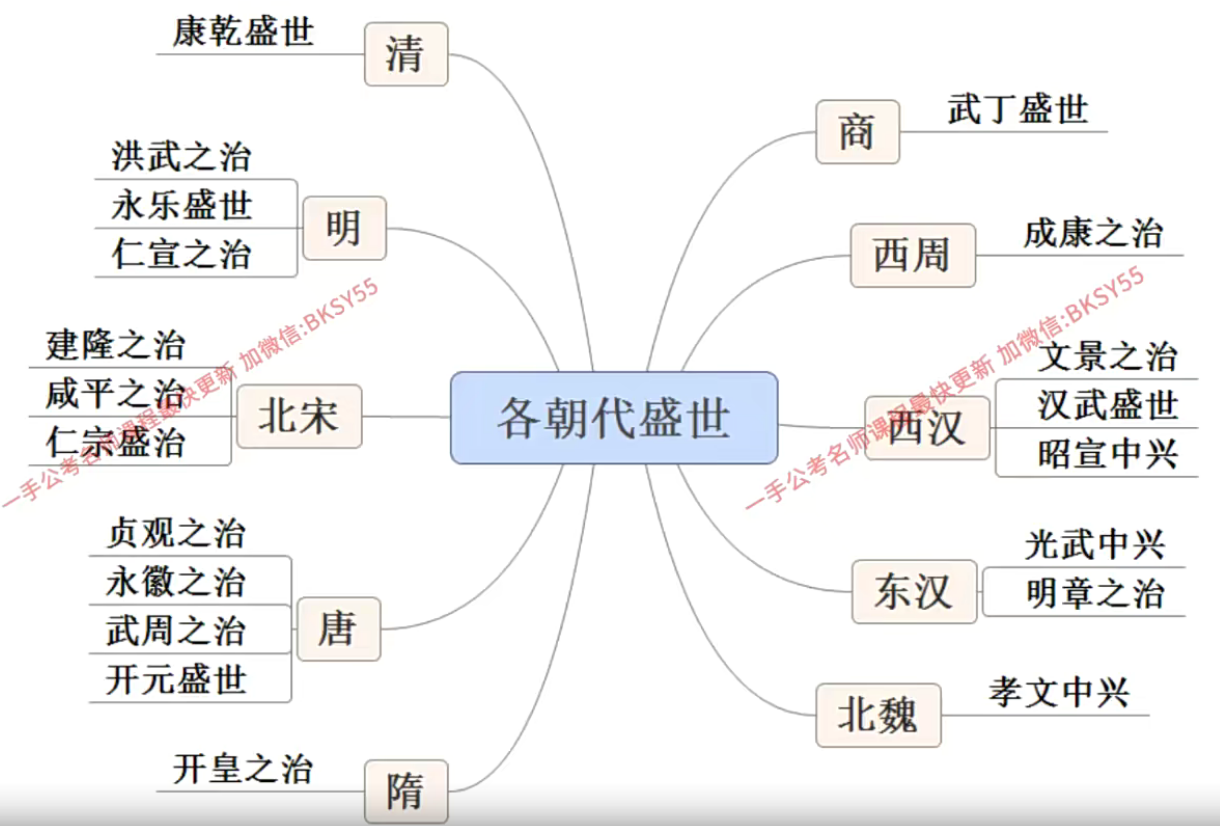 各朝代盛世
商
武丁盛世
西周
成康之治
西汉
文景之治
汉武盛世
昭宣中兴
东汉
光武中兴
明章之治
北魏
孝文中兴
隋
开皇之治
唐
贞观之治
永徽之治
武周之治
开元盛世
北宋
建隆之治
咸平之治
仁宗盛治
明
洪武之治
永乐盛世
仁宣之治
清
康乾盛世
一手公考名师课程最快更新 加微信:BKSY55
一手公考名师课程最快更新 加微信:BKSY55